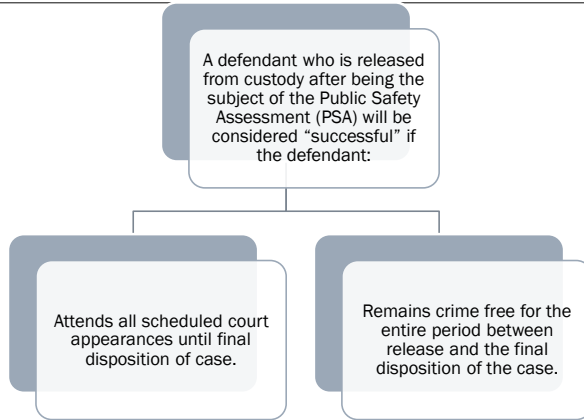 A defendant who is released
from custody after being the
subject of the Public Safety
Assessment (PSA) will be
considered “successful” if
the defendant:
Attends all scheduled court
appearances until final
disposition of case.
Remains crime free for the
entire period between
release and the final
disposition of the case.